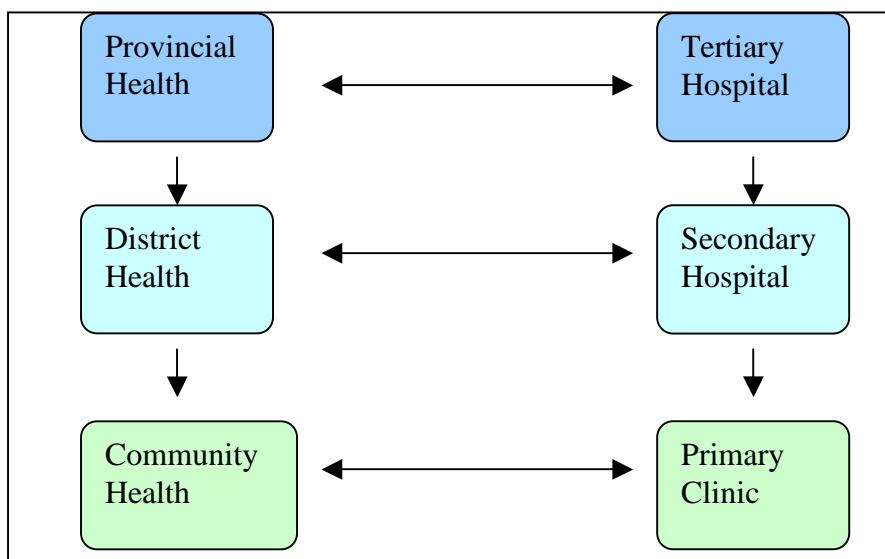 Provincial
Health
Tertiary
Hospital
District
Health
Secondary
Hospital
Community
Health
Primary
Clinic